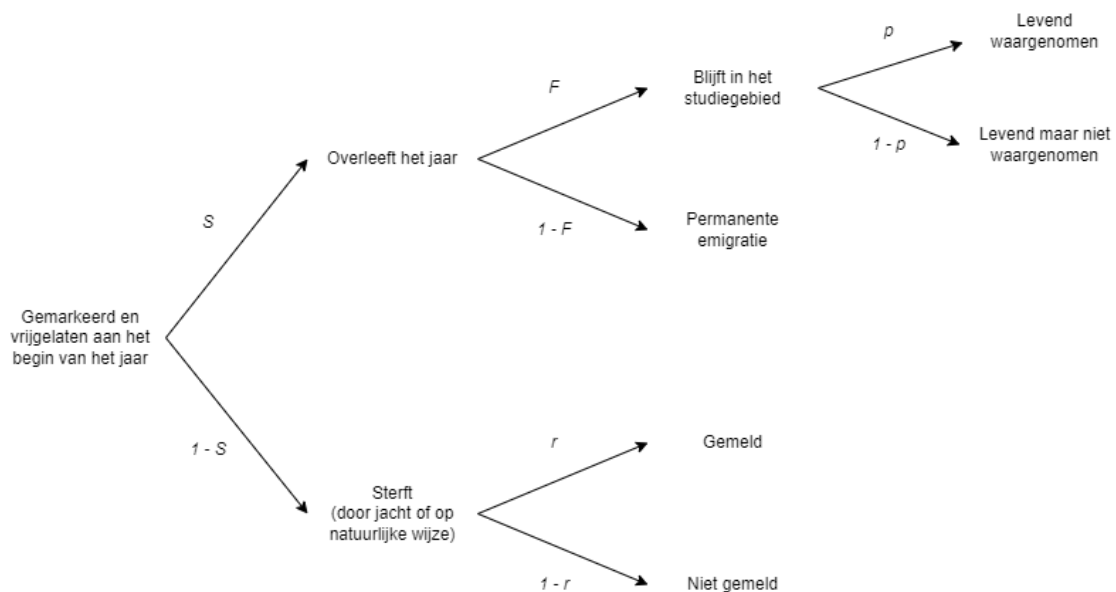 p
Levend
waargenomen
F
Blijft in het
studiegebied
1 - p
Levend maar niet
waargenomen
Overleeft het jaar
S
1 - F
Permanente
emigratie
Gemarkeerd en
vrijgelaten aan het
begin van het jaar
1 - S
r
Gemeld
Sterft
(door jacht of op
natuurlijke wijze)
1 - r
Niet gemeld